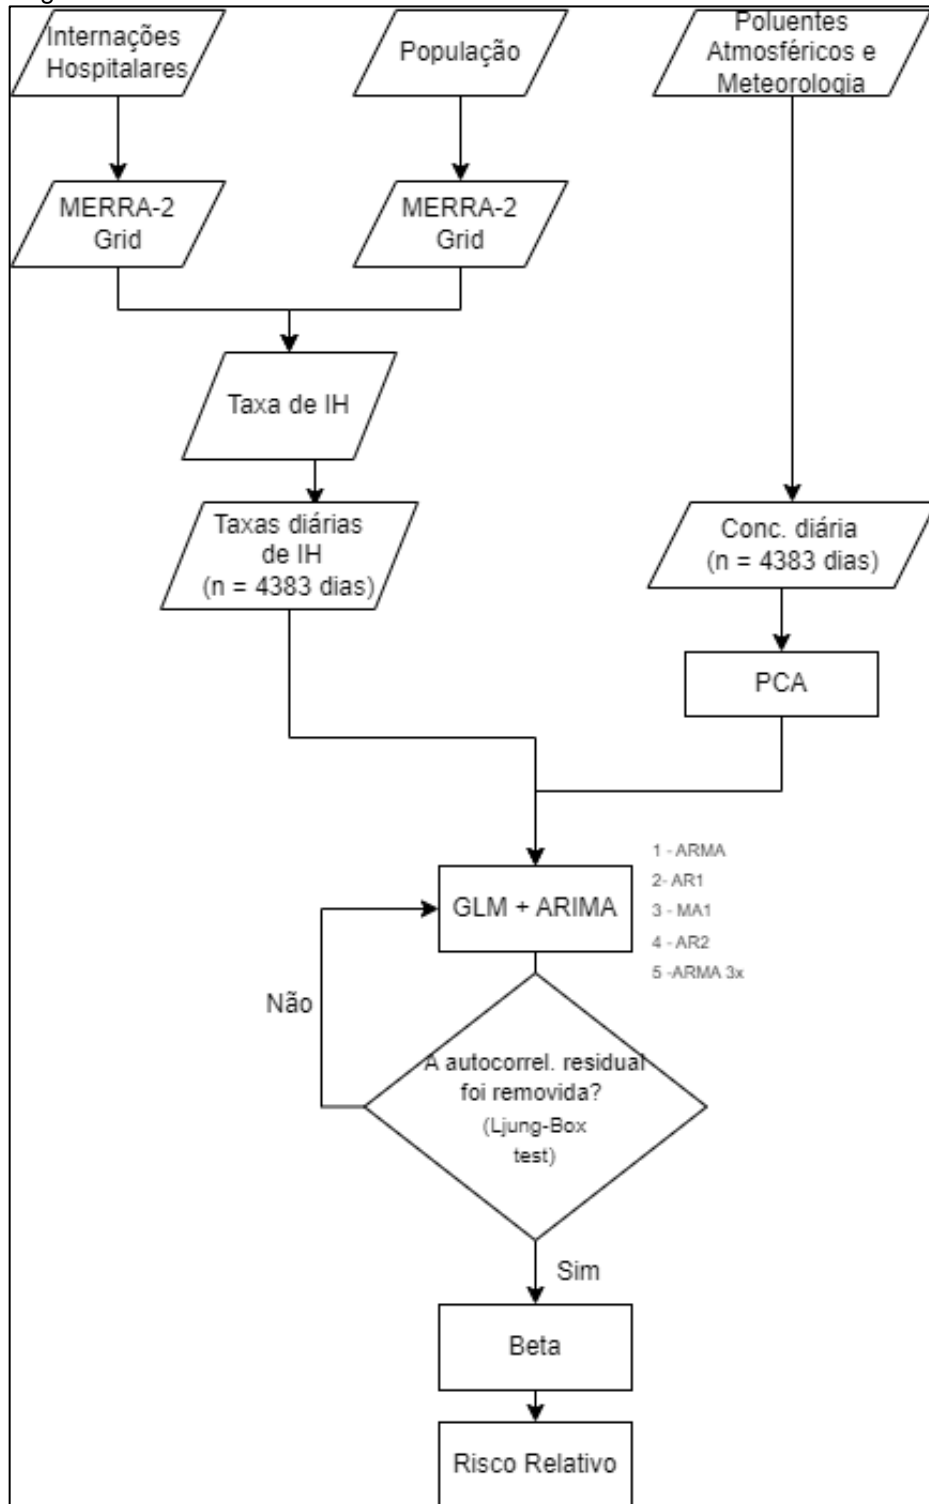 Internações
Hospitalares
População
Poluentes
Atmosféricos e
Meteorologia
MERRA-2
Grid
MERRA-2
Grid
Taxa de IH
Taxas diárias
de IH
(n = 4383 dias)
Conc. diária
(n = 4383 dias)
PCA
GLM + ARIMA
1 - ARMA
2- AR1
3 - MA1
4 - AR2
5 -ARMA 3x
Não
A autocorrel. residual
foi removida?
(Ljung-Box
test)
Sim
Beta
Risco Relativo